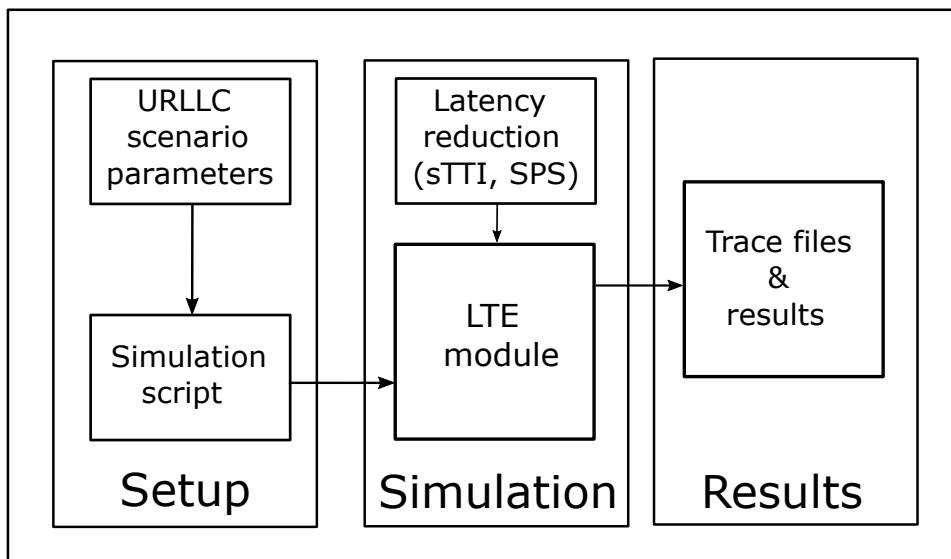 URLLC
scenario
parameters
Simulation
script
Setup
Latency
reduction
(sTTI, SPS)
LTE
module
Simulation
Trace files
&
results
Results